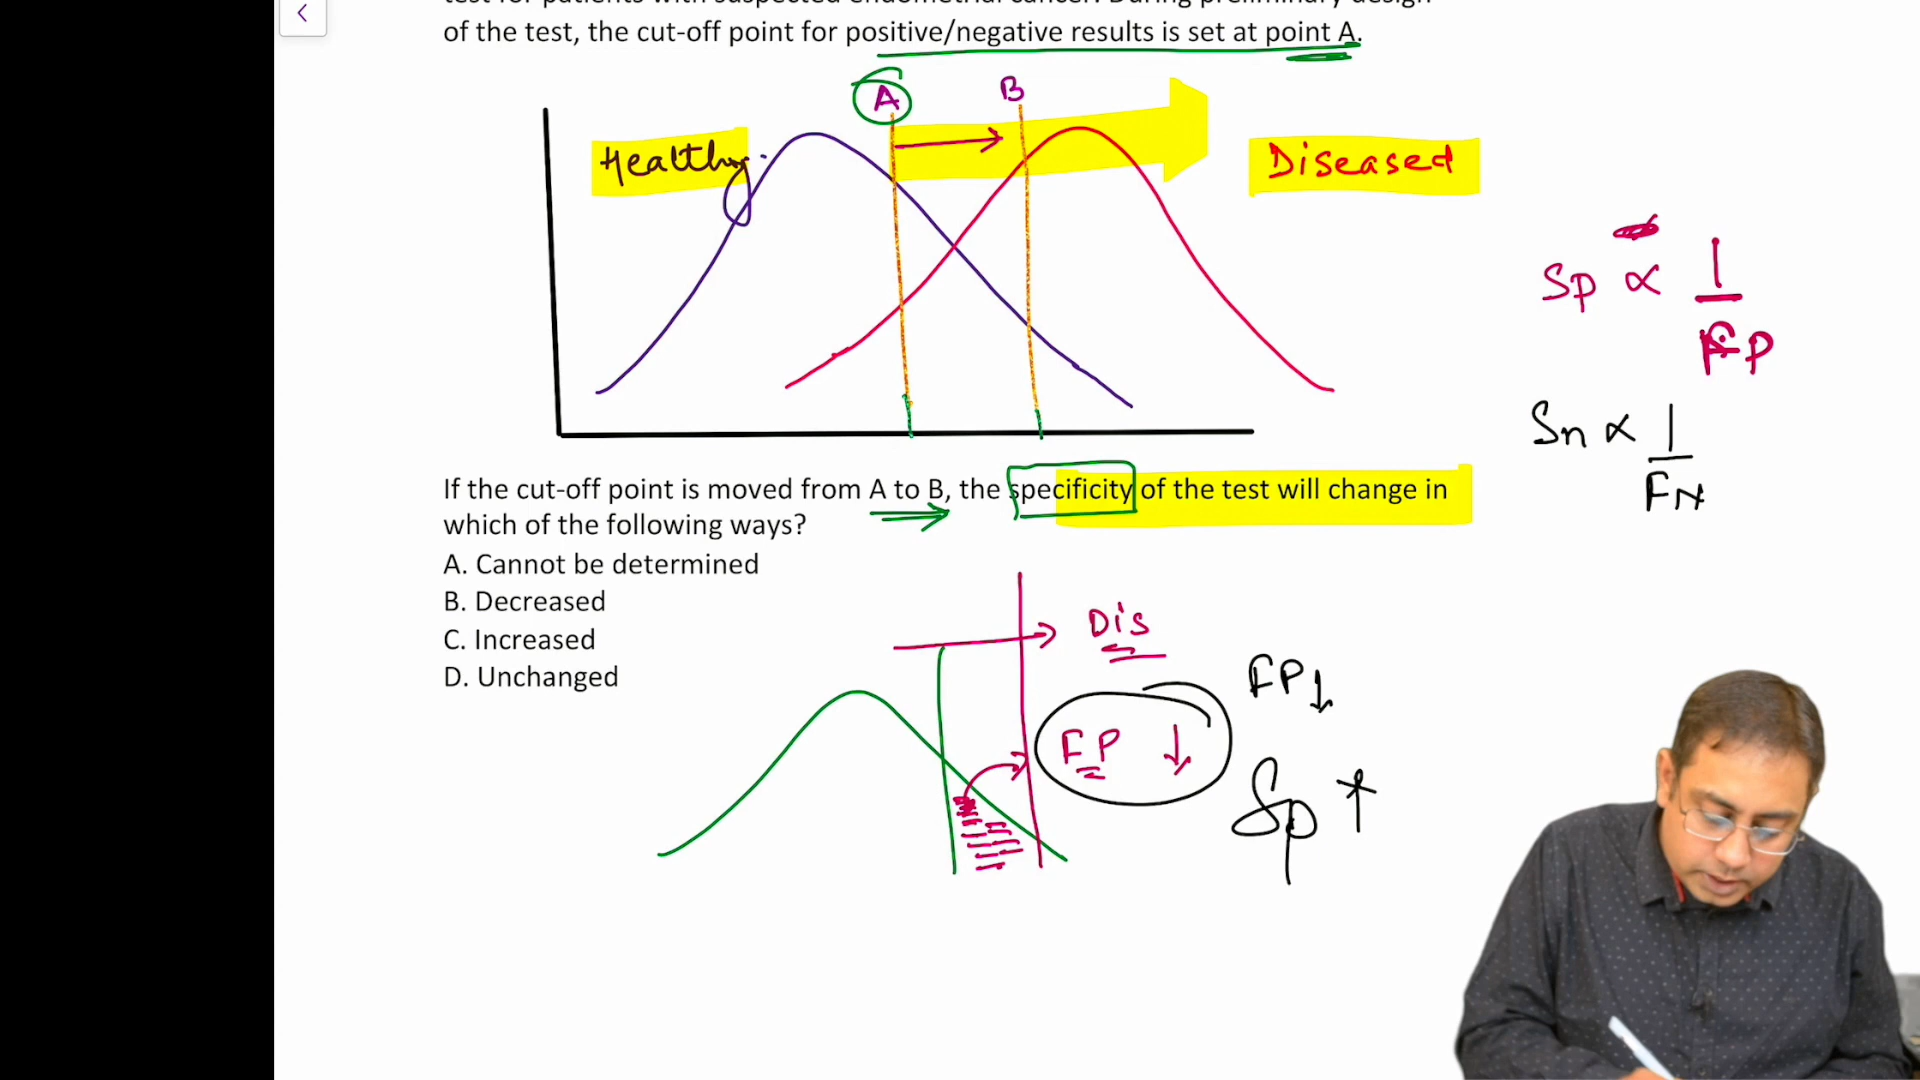 of the test, the cut-off point for positive/negative results is set at point A.
A
B
Healthy
Diseased
Sp ∝ 1
FP
Sn ∝ 1
FN
If the cut-off point is moved from A to B, the specificity of the test will change in
which of the following ways?
A. Cannot be determined
B. Decreased
C. Increased
D. Unchanged
Dis
FP ↓
FP ↓
Sp ↑